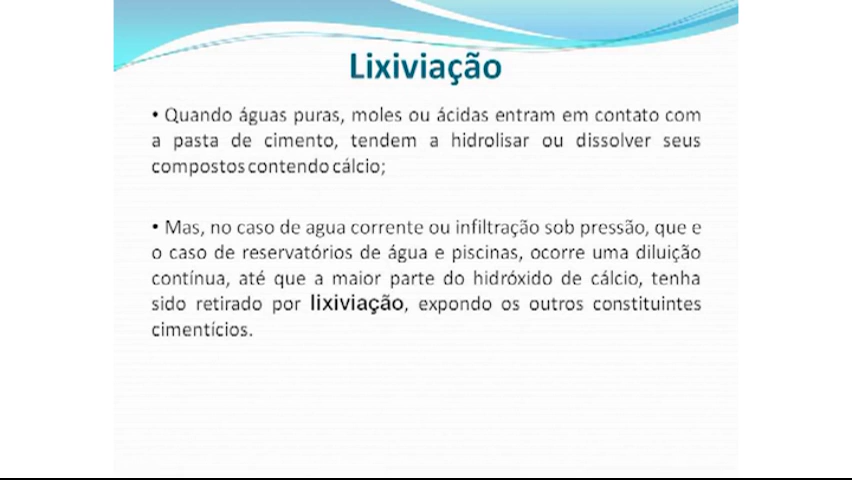 Lixiviação
• Quando águas puras, moles ou ácidas entram em contato com
a pasta de cimento, tendem a hidrolisar ou dissolver seus
compostos contendo cálcio;
• Mas, no caso de agua corrente ou infiltração sob pressão, que e
o caso de reservatórios de água e piscinas, ocorre uma diluição
contínua, até que a maior parte do hidróxido de cálcio, tenha
sido retirado por lixiviação, expondo os outros constituintes
cimentícios.